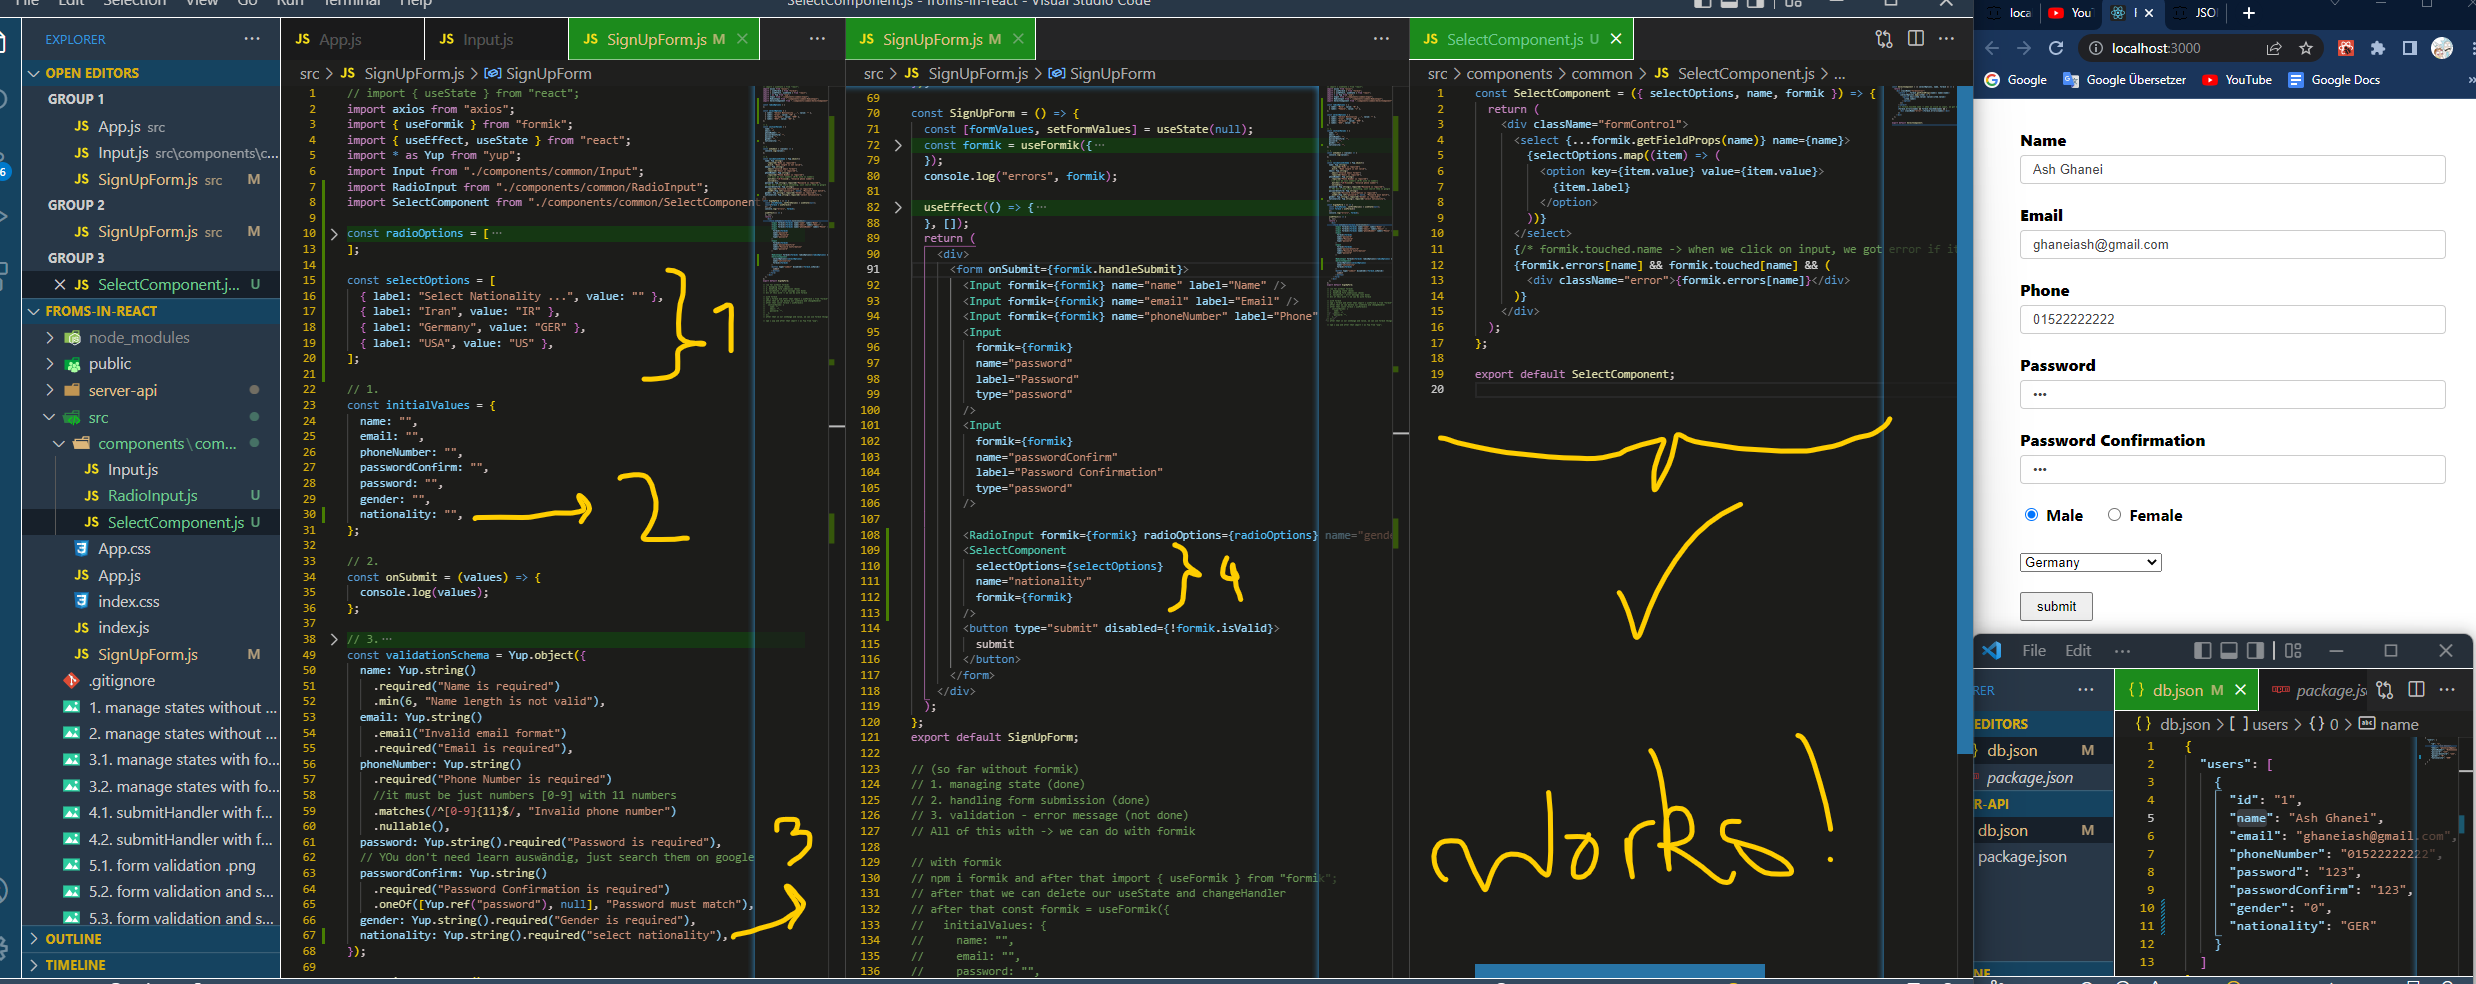 File Edit Selection View Go Run Terminal Help
SelectComponent.js - froms-in-react - Visual Studio Code
EXPLORER
OPEN EDITORS
GROUP 1
JS App.js src
JS Input.js src\components\c...
JS SignUpForm.js src M
GROUP 2
JS SignUpForm.js src M
GROUP 3
JS SelectComponent.j... U
FROMS-IN-REACT
node_modules
public
server-api
src
components\com...
JS Input.js
JS RadioInput.js U
JS SelectComponent.js U
App.css
JS App.js
index.css
JS index.js
JS SignUpForm.js M
.gitignore
1. manage states without ...
2. manage states without ...
3.1. manage states with fo...
3.2. manage states with fo...
4.1. submitHandler with f...
4.2. submitHandler with f...
5.1. form validation .png
5.2. form validation and s...
5.3. form validation and s...
OUTLINE
TIMELINE
JS App.js
JS Input.js
JS SignUpForm.js M
src > JS SignUpForm.js > SignUpForm
1 // import { useState } from "react";
2 import axios from "axios";
3 import { useFormik } from "formik";
4 import { useEffect, useState } from "react";
5 import * as Yup from "yup";
6 import Input from "./components/common/Input";
7 import RadioInput from "./components/common/RadioInput";
8 import SelectComponent from "./components/common/SelectComponent
9
10 const radioOptions = [...
13 ];
14
15 const selectOptions = [
16 { label: "Select Nationality ...", value: "" },
17 { label: "Iran", value: "IR" },
18 { label: "Germany", value: "GER" },
19 { label: "USA", value: "US" },
20 ];
21
22 // 1.
23 const initialValues = {
24 name: "",
25 email: "",
26 phoneNumber: "",
27 passwordConfirm: "",
28 password: "",
29 gender: "",
30 nationality: "",
31 };
32
33 // 2.
34 const onSubmit = (values) => {
35 console.log(values);
36 };
37
38 // 3. ...
49 const validationSchema = Yup.object({
50 name: Yup.string()
51 .required("Name is required")
52 .min(6, "Name length is not valid"),
53 email: Yup.string()
54 .email("Invalid email format")
55 .required("Email is required"),
56 phoneNumber: Yup.string()
57 .required("Phone Number is required")
58 //it must be just numbers [0-9] with 11 numbers
59 .matches(/^[0-9]{11}$/, "Invalid phone number")
60 .nullable(),
61 password: Yup.string().required("Password is required"),
62 // YOu don't need learn auswändig, just search them on google
63 passwordConfirm: Yup.string()
64 .required("Password Confirmation is required")
65 .oneOf([Yup.ref("password"), null], "Password must match"),
66 gender: Yup.string().required("Gender is required"),
67 nationality: Yup.string().required("select nationality"),
68 });
69
1
2
3
JS SignUpForm.js M
src > JS SignUpForm.js > SignUpForm
69
70 const SignUpForm = () => {
71 const [formValues, setFormValues] = useState(null);
72 const formik = useFormik({...
79 });
80 console.log("errors", formik);
81
82 useEffect(() => {...
88 }, []);
89 return (
90 <div>
91 <form onSubmit={formik.handleSubmit}>
92 <Input formik={formik} name="name" label="Name" />
93 <Input formik={formik} name="email" label="Email" />
94 <Input formik={formik} name="phoneNumber" label="Phone"
95 <Input
96 formik={formik}
97 name="password"
98 label="Password"
99 type="password"
100 />
101 <Input
102 formik={formik}
103 name="passwordConfirm"
104 label="Password Confirmation"
105 type="password"
106 />
107
108 <RadioInput formik={formik} radioOptions={radioOptions} name="gende
109 <SelectComponent
110 selectOptions={selectOptions}
111 name="nationality"
112 formik={formik}
113 />
114 <button type="submit" disabled={!formik.isValid}>
115 submit
116 </button>
117 </form>
118 </div>
119 );
120 };
121 export default SignUpForm;
122
123 // (so far without formik)
124 // 1. managing state (done)
125 // 2. handling form submission (done)
126 // 3. validation - error message (not done)
127 // All of this with -> we can do with formik
128
129 // with formik
130 // npm i formik and after that import { useFormik } from "formik";
131 // after that we can delete our useState and changeHandler
132 // after that const formik = useFormik({
133 // initialValues: {
134 // name: "",
135 // email: "",
136 // password: "",
4
JS SelectComponent.js U
src > components > common > JS SelectComponent.js > ...
1 const SelectComponent = ({ selectOptions, name, formik }) => {
2 return (
3 <div className="formControl">
4 <select {...formik.getFieldProps(name)} name={name}>
5 {selectOptions.map((item) => (
6 <option key={item.value} value={item.value}>
7 {item.label}
8 </option>
9 ))}
10 </select>
11 {/* formik.touched.name -> when we click on input, we got error if it
12 {formik.errors[name] && formik.touched[name] && (
13 <div className="error">{formik.errors[name]}</div>
14 )}
15 </div>
16 );
17 };
18
19 export default SelectComponent;
20
works!
loca
YouT
JSO
localhost:3000
Google
Google Übersetzer
YouTube
Google Docs
Name
Ash Ghanei
Email
ghaneiash@gmail.com
Phone
01522222222
Password
•••
Password Confirmation
•••
Male Female
Germany
submit
File Edit ...
RER
{} db.json M
package.js
EDITORS
db.json M
package.json
R-API
db.json M
package.json
NE
{} db.json > [ ] users > {} 0 > name
1 {
2 "users": [
3 {
4 "id": "1",
5 "name": "Ash Ghanei",
6 "email": "ghaneiash@gmail.com",
7 "phoneNumber": "01522222222",
8 "password": "123",
9 "passwordConfirm": "123",
10 "gender": "0",
11 "nationality": "GER"
12 }
13 ]